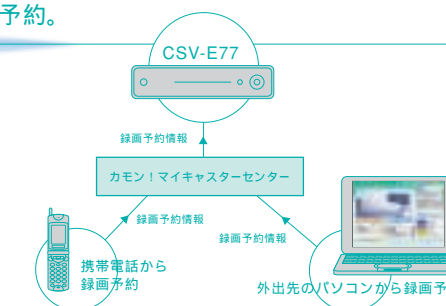 予約。
CSV-E77
録画予約情報
カモン！マイキャスターセンター
録画予約情報
録画予約情報
携帯電話から
録画予約
外出先のパソコンから録画予